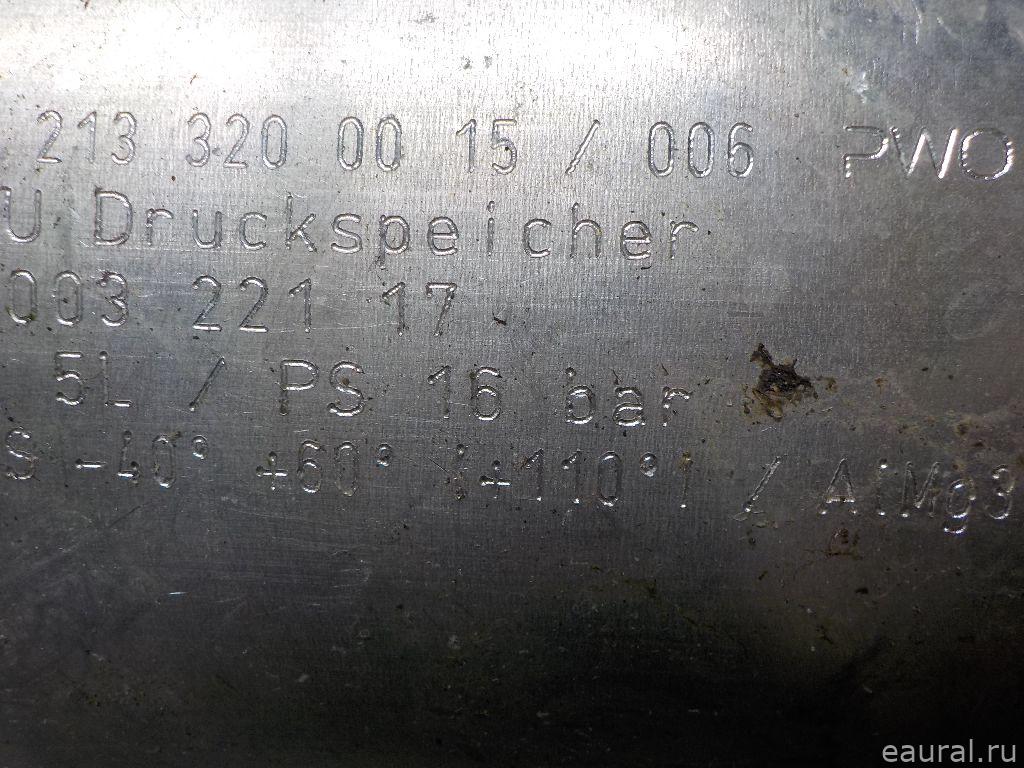 213 320 00 15 / 006 PWO
U Druckspeicher
003 221 17
5L / PS 16 bar
S -40° +60° (+110°) / AlMg3
eaural.ru